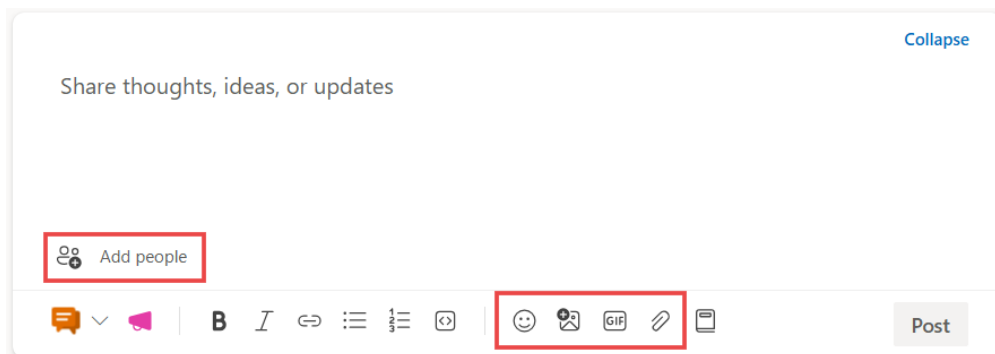 Collapse
Share thoughts, ideas, or updates
Add people
B I GIF Post